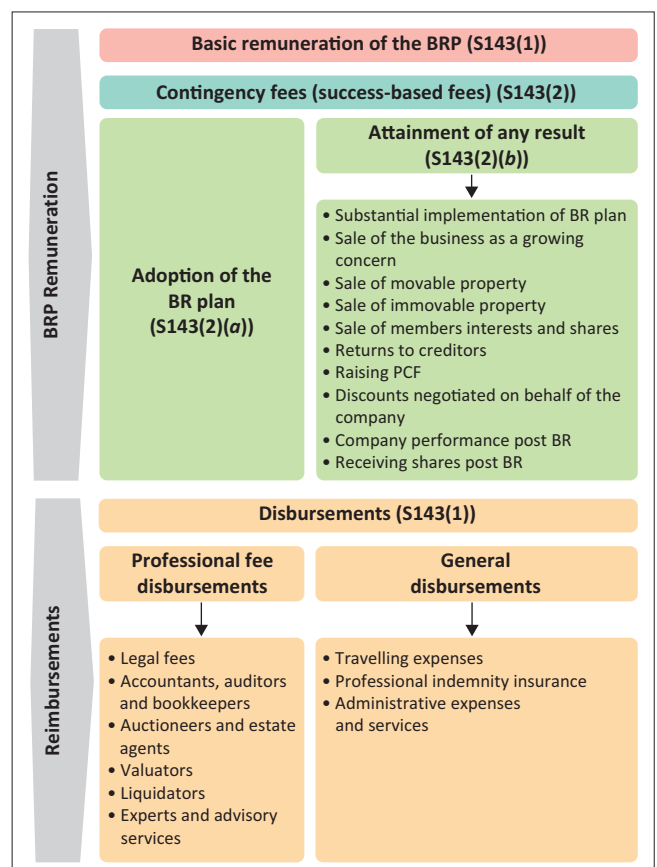 BRP Remuneration
Basic remuneration of the BRP (S143(1))
Contingency fees (success-based fees) (S143(2))
Adoption of the
BR plan
(S143(2)(a))
Attainment of any result
(S143(2)(b))
• Substantial implementation of BR plan
• Sale of the business as a growing
concern
• Sale of movable property
• Sale of immovable property
• Sale of members interests and shares
• Returns to creditors
• Raising PCF
• Discounts negotiated on behalf of the
company
• Company performance post BR
• Receiving shares post BR
Reimbursements
Disbursements (S143(1))
Professional fee
disbursements
• Legal fees
• Accountants, auditors
and bookkeepers
• Auctioneers and estate
agents
• Valuators
• Liquidators
• Experts and advisory
services
General
disbursements
• Travelling expenses
• Professional indemnity insurance
• Administrative expenses
and services